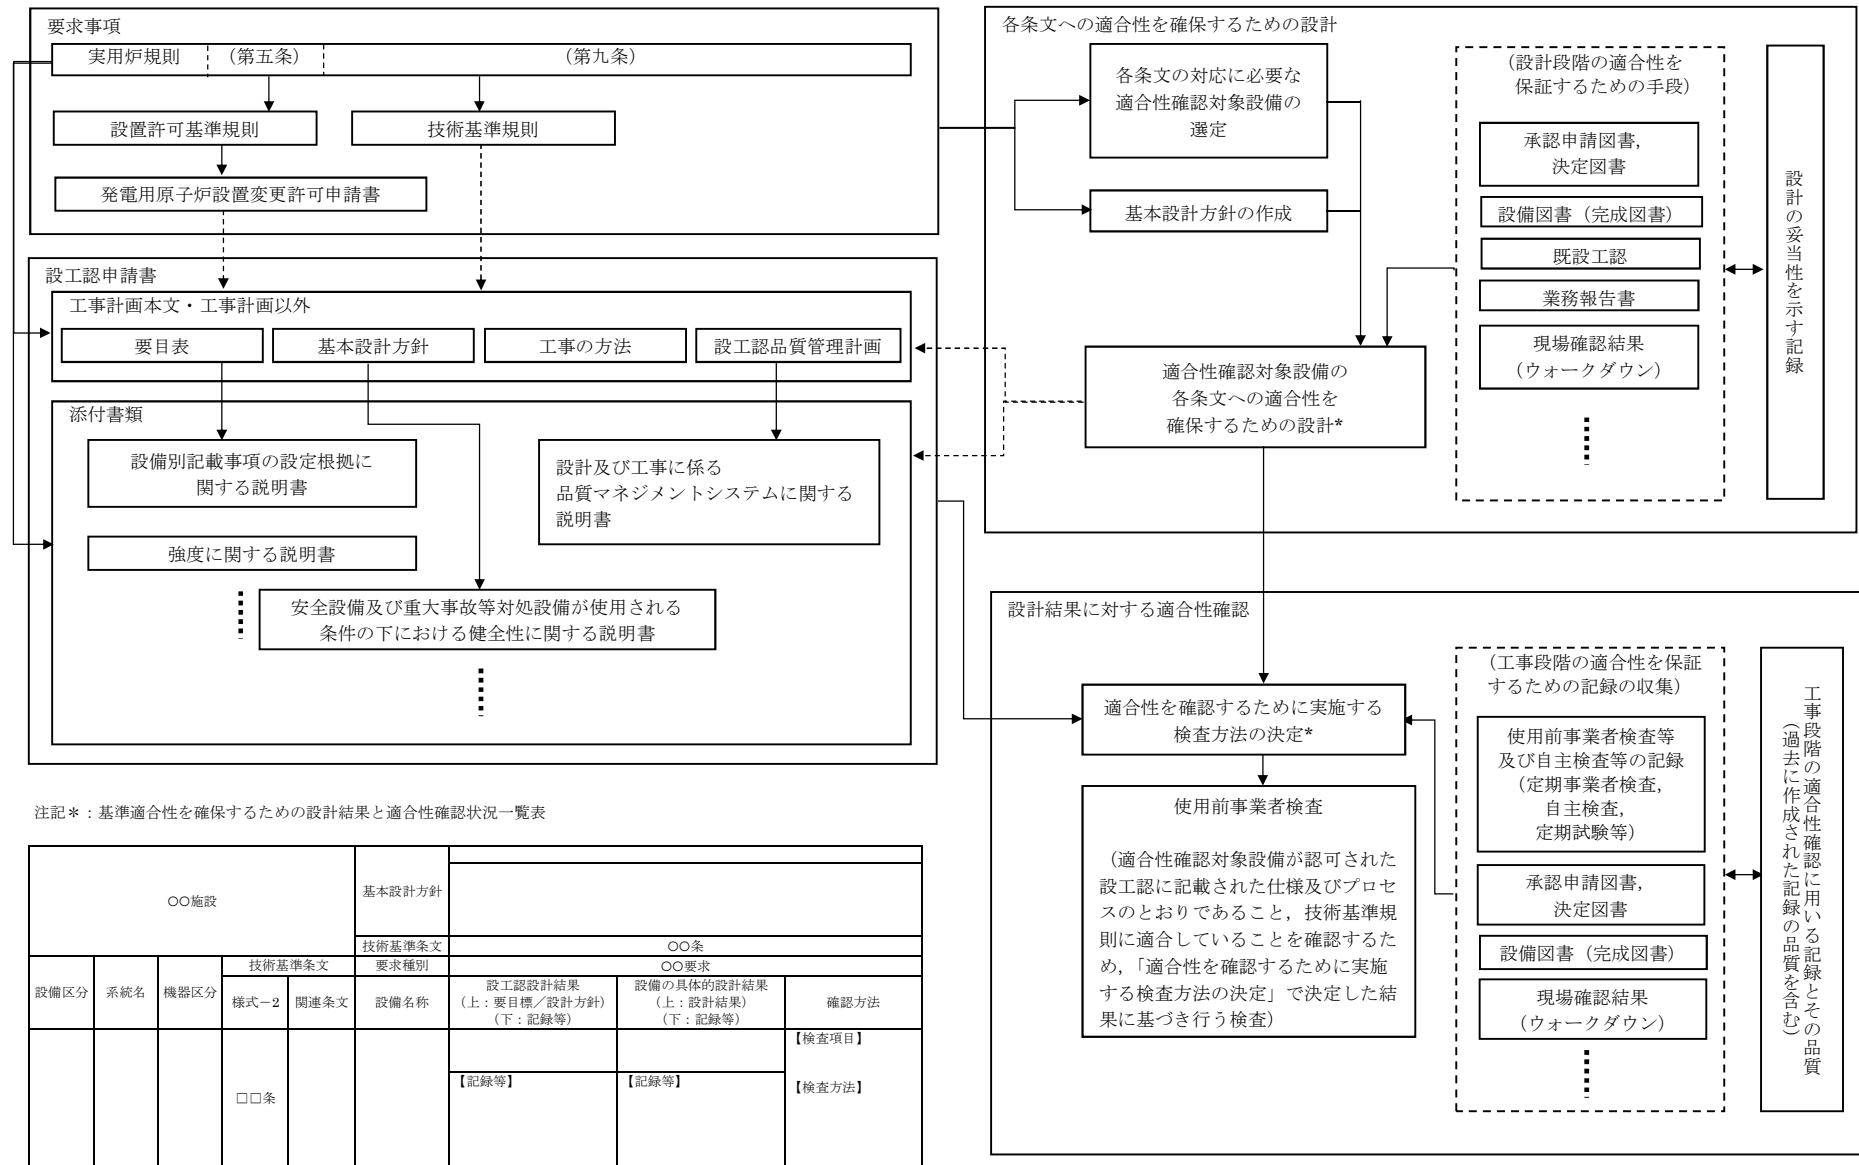 要求事項
実用炉規則
(第五条)
(第九条)
設置許可基準規則
技術基準規則
発電用原子炉設置変更許可申請書
設工認申請書
工事計画本文・工事計画以外
要目表
基本設計方針
工事の方法
設工認品質管理計画
添付書類
設備別記載事項の設定根拠に
関する説明書
設計及び工事に係る
品質マネジメントシステムに関する
説明書
強度に関する説明書
安全設備及び重大事故等対処設備が使用される
条件の下における健全性に関する説明書
各条文への適合性を確保するための設計
各条文の対応に必要な
適合性確認対象設備の
選定
基本設計方針の作成
適合性確認対象設備の
各条文への適合性を
確保するための設計*
(設計段階の適合性を
保証するための手段)
承認申請図書,
決定図書
設備図書(完成図書)
既設工認
業務報告書
現場確認結果
(ウォークダウン)
設計の妥当性を示す記録
設計結果に対する適合性確認
適合性を確認するために実施する
検査方法の決定*
使用前事業者検査
(適合性確認対象設備が認可された
設工認に記載された仕様及びプロセ
スのとおりであること,技術基準規
則に適合していることを確認するた
め,「適合性を確認するために実施
する検査方法の決定」で決定した結
果に基づき行う検査)
(工事段階の適合性を保証
するための記録の収集)
使用前事業者検査等
及び自主検査等の記録
(定期事業者検査,
自主検査,
定期試験等)
承認申請図書,
決定図書
設備図書(完成図書)
現場確認結果
(ウォークダウン)
工事段階の適合性確認に用いる記録とその品質
(過去に作成された記録の品質を含む)
注記*:基準適合性を確保するための設計結果と適合性確認状況一覧表
○○施設
基本設計方針
技術基準条文
○○条
設備区分
系統名
機器区分
技術基準条文
要求種別
○○要求
様式-2
関連条文
設備名称
設工認設計結果
(上:要目標/設計方針)
(下:記録等)
設備の具体的設計結果
(上:設計結果)
(下:記録等)
確認方法
□□条
【記録等】
【記録等】
【検査項目】
【検査方法】